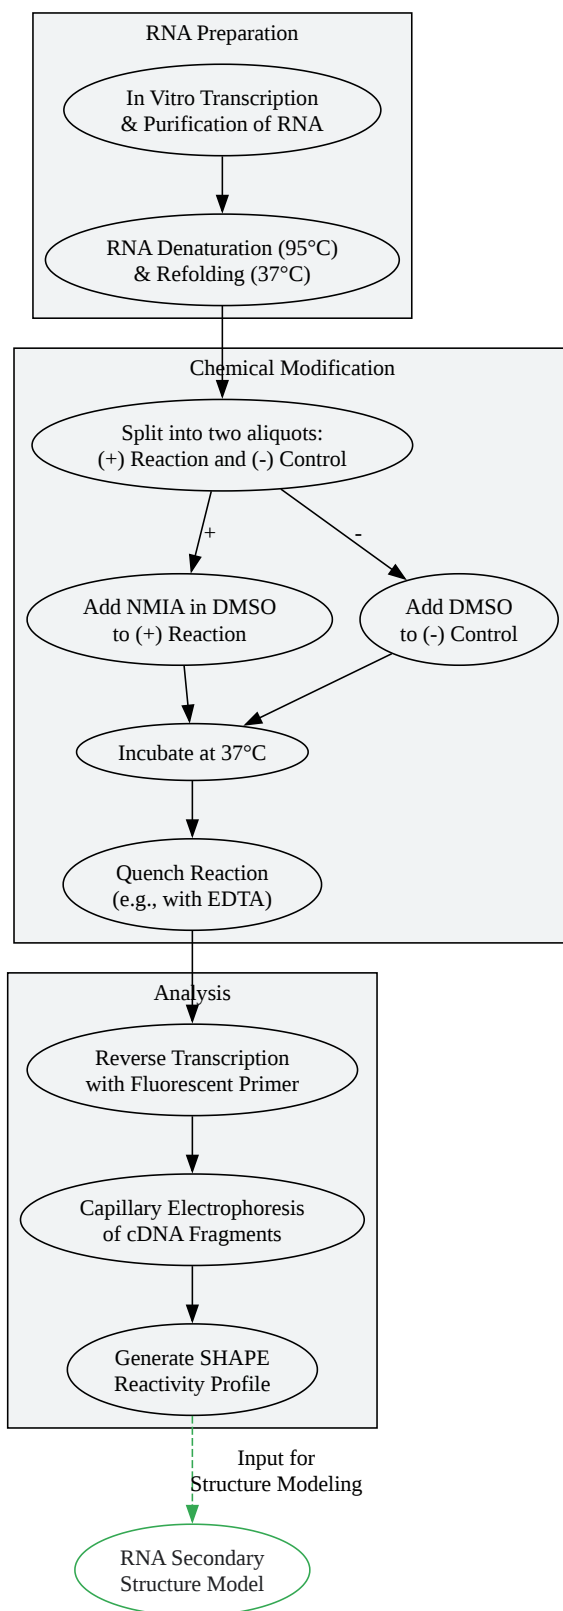 RNA Preparation
In Vitro Transcription
& Purification of RNA
RNA Denaturation (95°C)
& Refolding (37°C)
Chemical Modification
Split into two aliquots:
(+) Reaction and (-) Control
+
-
Add NMIA in DMSO
to (+) Reaction
Add DMSO
to (-) Control
Incubate at 37°C
Quench Reaction
(e.g., with EDTA)
Analysis
Reverse Transcription
with Fluorescent Primer
Capillary Electrophoresis
of cDNA Fragments
Generate SHAPE
Reactivity Profile
Input for
Structure Modeling
RNA Secondary
Structure Model